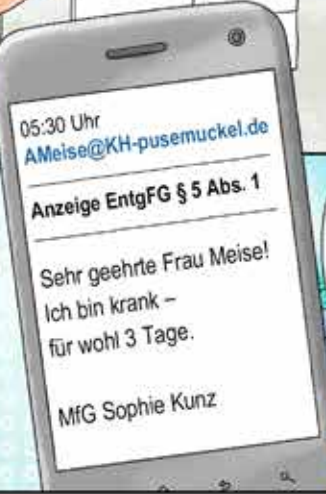 05:30 Uhr
AMeise@KH-pusemuckel.de
Anzeige EntgFG § 5 Abs. 1
Sehr geehrte Frau Meise!
Ich bin krank –
für wohl 3 Tage.
MfG Sophie Kunz